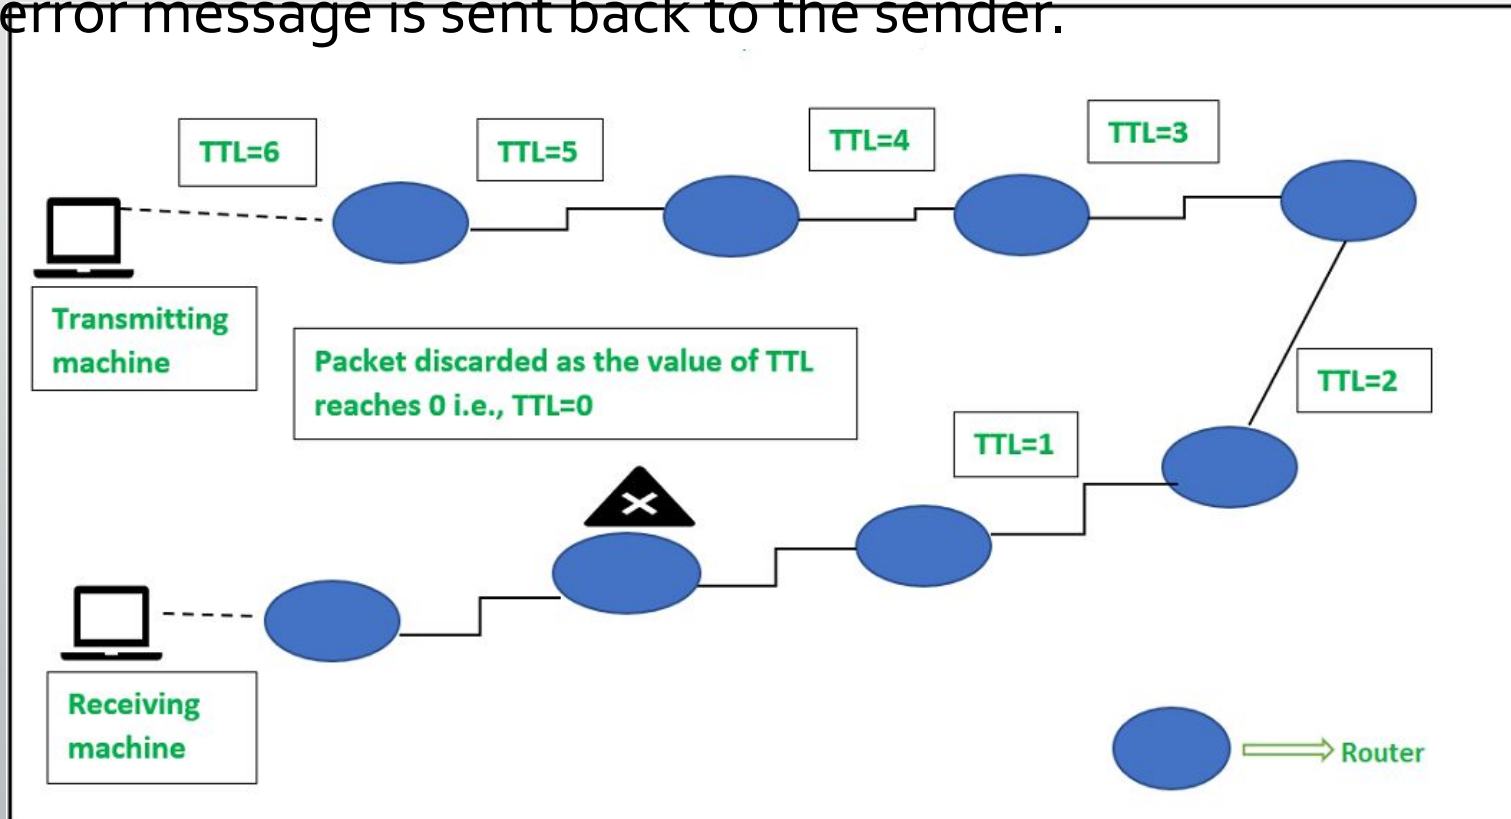 error message is sent back to the sender.
TTL=6
TTL=5
TTL=4
TTL=3
Transmitting
machine
Packet discarded as the value of TTL
reaches 0 i.e., TTL=0
TTL=2
TTL=1
Receiving
machine
Router